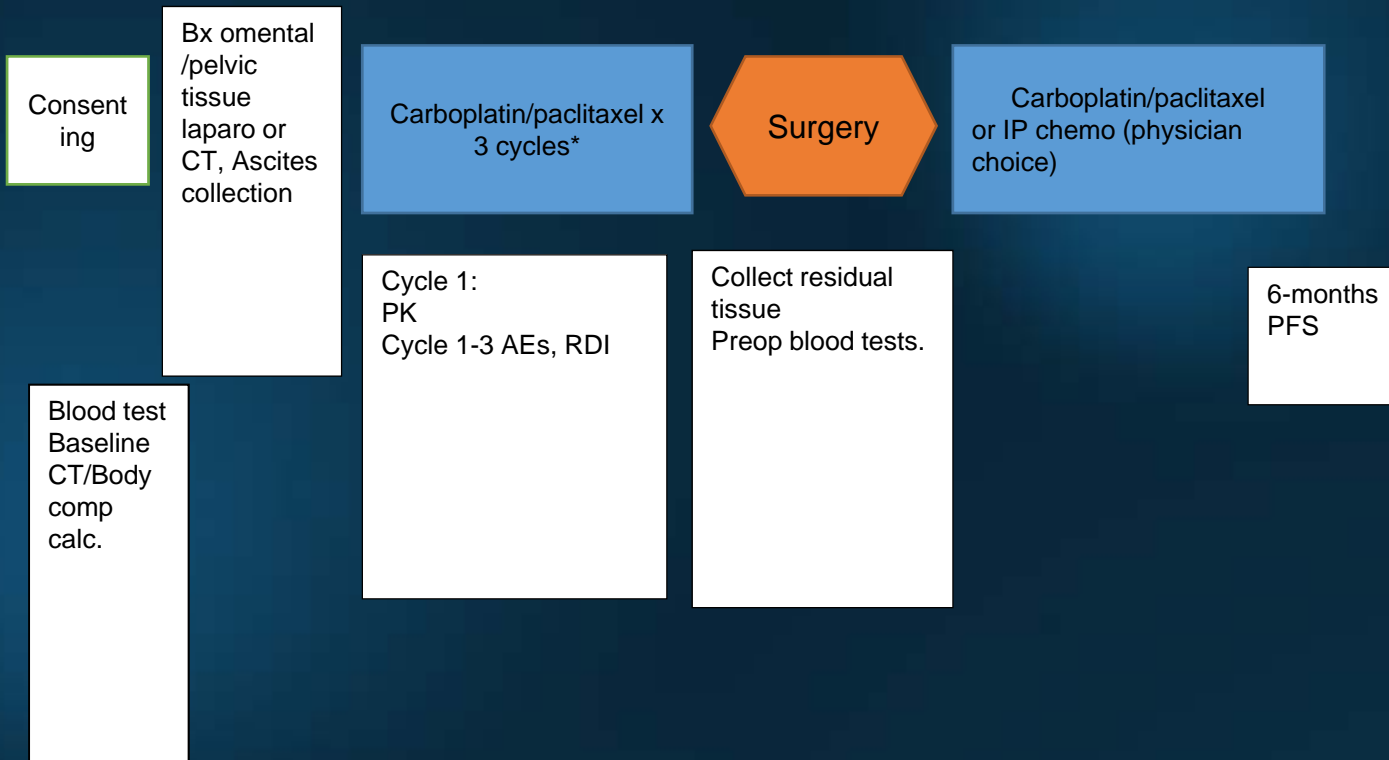 Consent
ing
Bx omental
/pelvic
tissue
laparo or
CT, Ascites
collection
Carboplatin/paclitaxel x
3 cycles*
Surgery
Carboplatin/paclitaxel
or IP chemo (physician
choice)
Blood test
Baseline
CT/Body
comp
calc.
Cycle 1:
PK
Cycle 1-3 AEs, RDI
Collect residual
tissue
Preop blood tests.
6-months
PFS